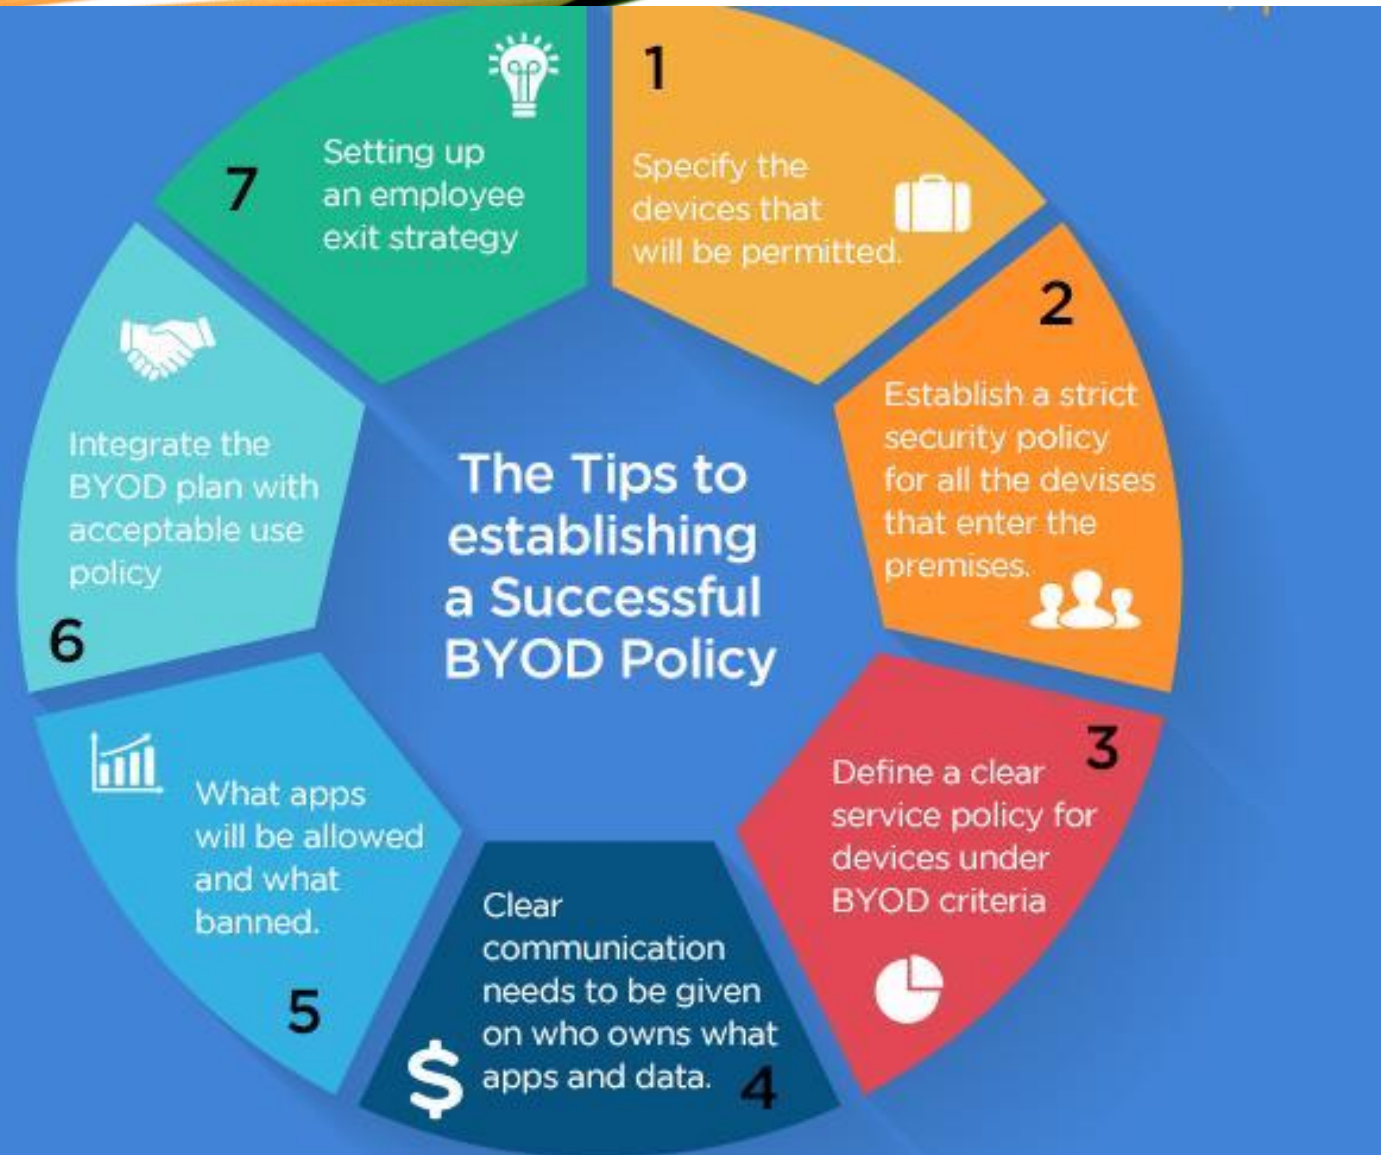 The Tips to
establishing
a Successful
BYOD Policy
1
Specify the
devices that
will be permitted.
2
Establish a strict
security policy
for all the devises
that enter the
premises.
3
Define a clear
service policy for
devices under
BYOD criteria
Clear
communication
needs to be given
on who owns what
apps and data.
4
What apps
will be allowed
and what
banned.
5
Integrate the
BYOD plan with
acceptable use
policy
6
7
Setting up
an employee
exit strategy
$